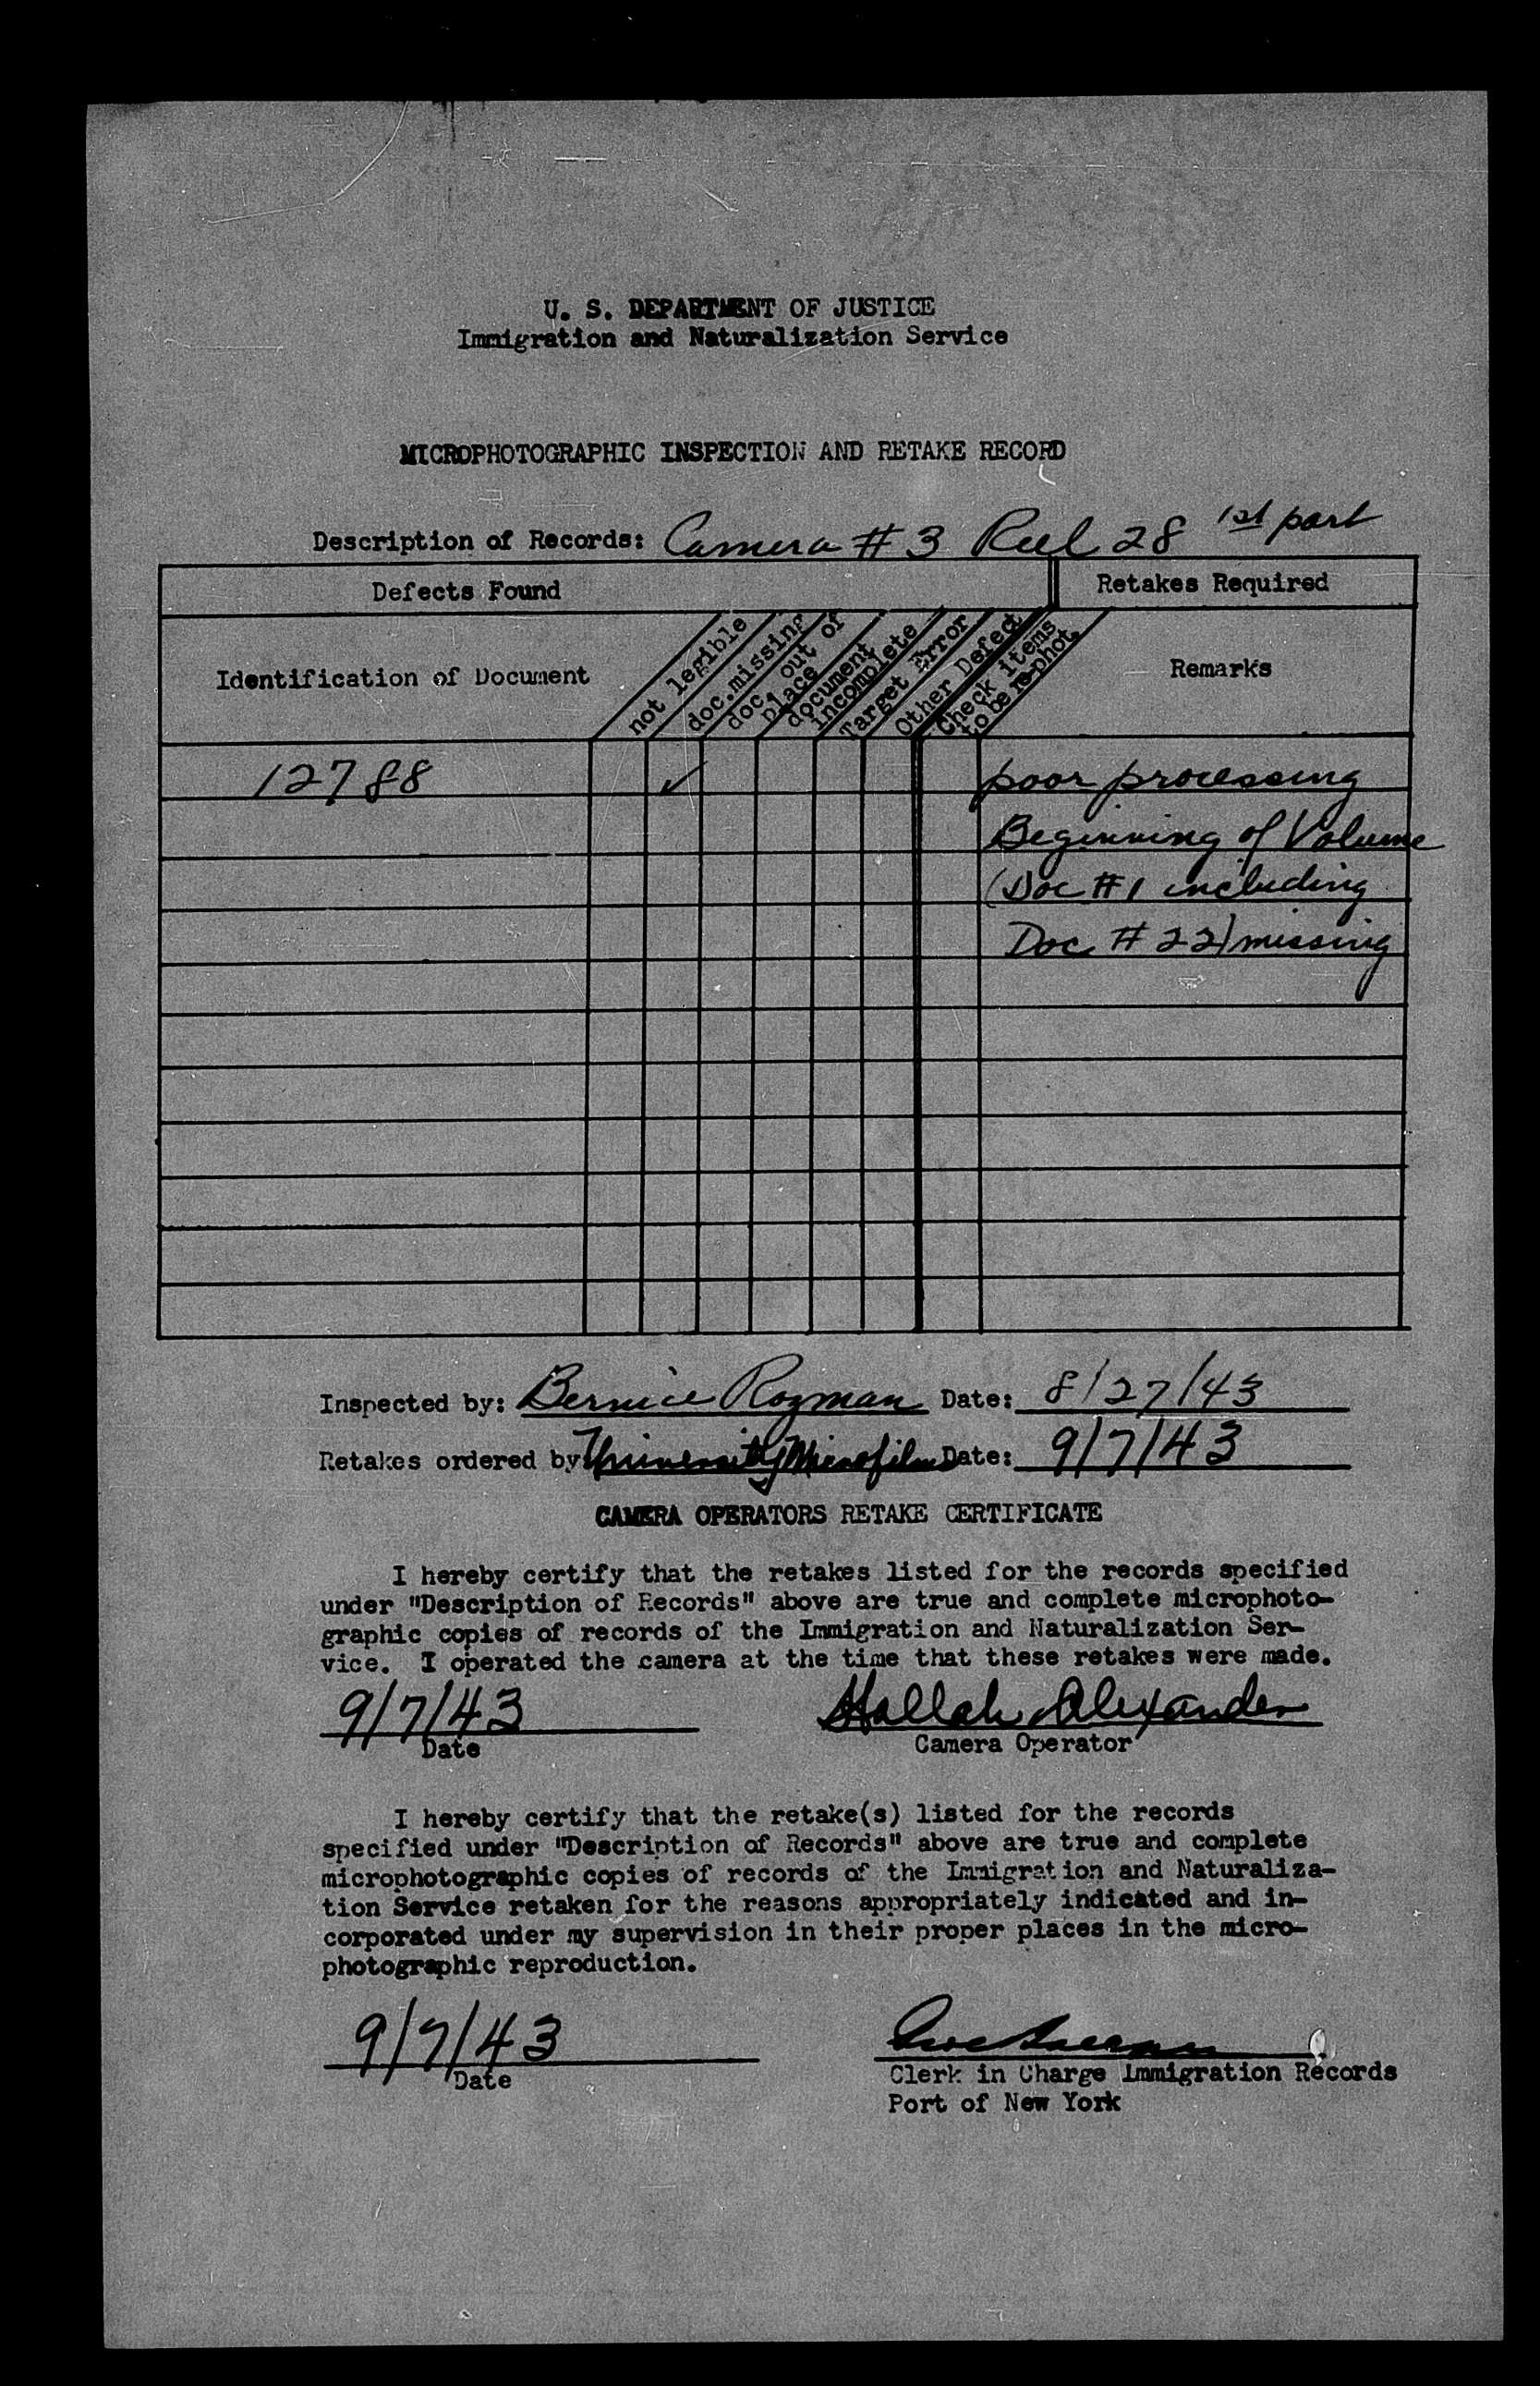 U. S. DEPARTMENT OF JUSTICE
Immigration and Naturalization Service
MICROPHOTOGRAPHIC INSPECTION AND RETAKE RECORD
Description of Records: Camera # 3 Reel 28 1st part
Defects Found
Retakes Required
Identification of Document
not legible
doc. missing
doc. out of
place
document
incomplete
Target Error
Other Defect
Check items
to be re-phot.
Remarks
12788 ✓ poor processing
Beginning of Volume
(Doc # 1 including
Doc # 22) missing
Inspected by: Bernice Rozman Date: 8/27/43
Retakes ordered by: University Microfilms Date: 9/7/43
CAMERA OPERATORS RETAKE CERTIFICATE
I hereby certify that the retakes listed for the records specified
under "Description of Records" above are true and complete microphoto-
graphic copies of records of the Immigration and Naturalization Ser-
vice. I operated the camera at the time that these retakes were made.
9/7/43 Alexander
Date Camera Operator
I hereby certify that the retake(s) listed for the records
specified under "Description of Records" above are true and complete
microphotographic copies of records of the Immigration and Naturaliza-
tion Service retaken for the reasons appropriately indicated and in-
corporated under my supervision in their proper places in the micro-
photographic reproduction.
9/7/43
Date
Clerk in Charge Immigration Records
Port of New York